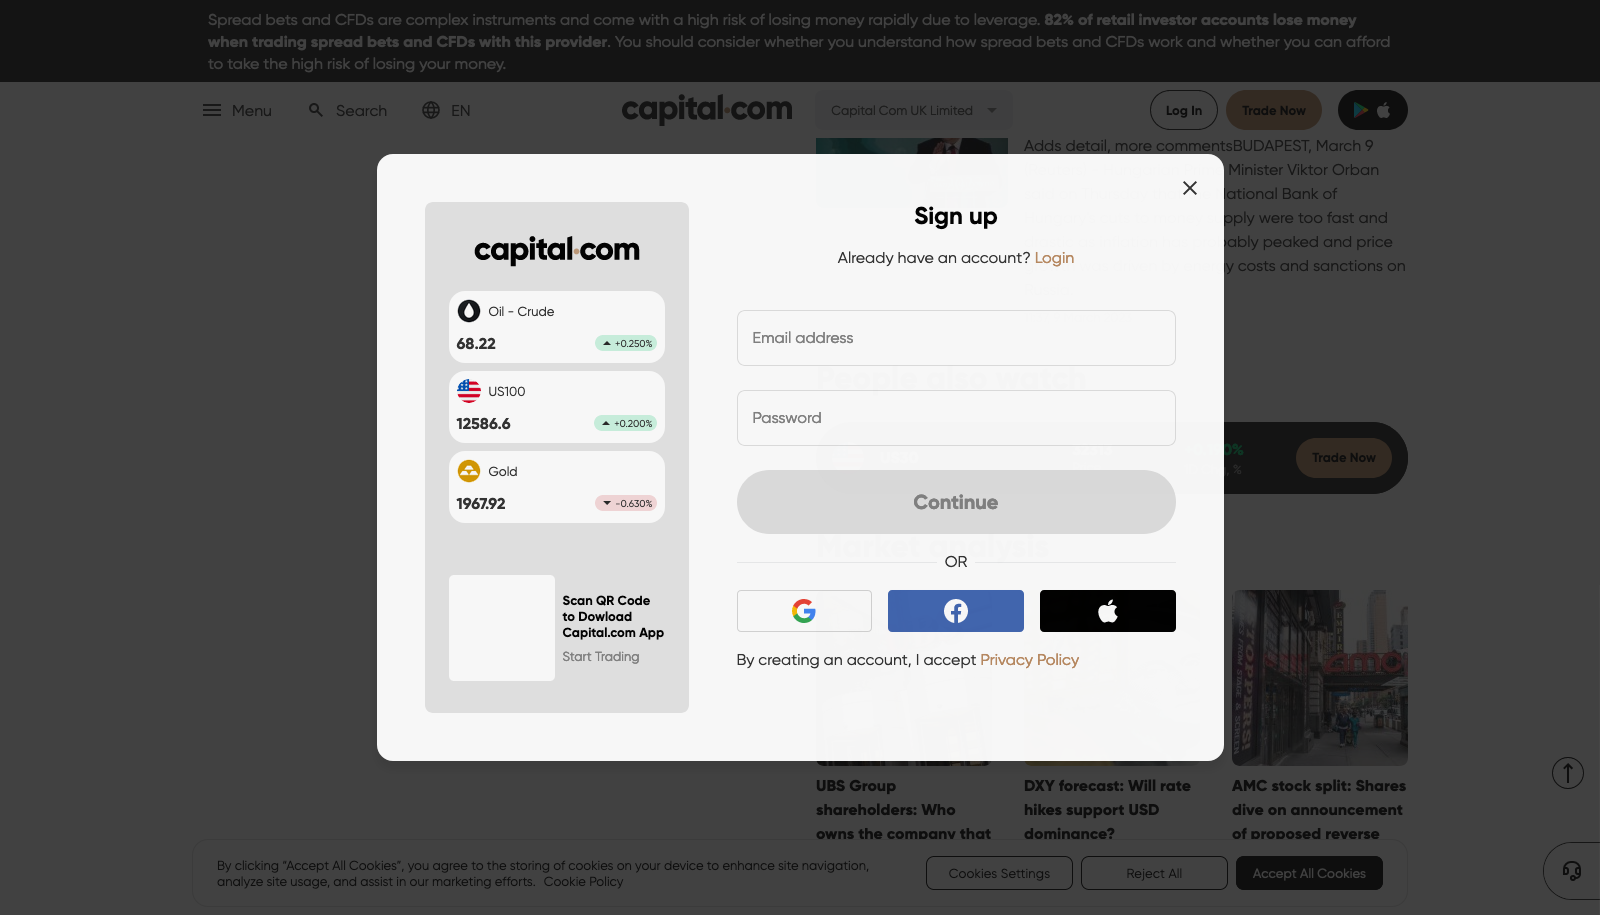 Spread bets and CFDs are complex instruments and come with a high risk of losing money rapidly due to leverage. 82% of retail investor accounts lose money
when trading spread bets and CFDs with this provider. You should consider whether you understand how spread bets and CFDs work and whether you can afford
to take the high risk of losing your money.
Menu
Search
EN
capital.com
Capital Com UK Limited
Log In
Trade Now
Adds detail, more commentsBUDAPEST, March 9
Minister Viktor Orban
National Bank of
pply were too fast and
bably peaked and price
y costs and sanctions on
Sign up
Already have an account? Login
capital.com
Oil - Crude
68.22
+0.250%
US100
12586.6
+0.200%
Gold
1967.92
-0.630%
Scan QR Code
to Dowload
Capital.com App
Start Trading
Email address
People also watch
Password
0%
%
Trade Now
Continue
Market analysis
OR
By creating an account, I accept Privacy Policy
AMC
UBS Group
shareholders: Who
owns the company that
DXY forecast: Will rate
hikes support USD
dominance?
AMC stock split: Shares
dive on announcement
of proposed reverse
By clicking “Accept All Cookies”, you agree to the storing of cookies on your device to enhance site navigation,
analyze site usage, and assist in our marketing efforts. Cookie Policy
Cookies Settings
Reject All
Accept All Cookies